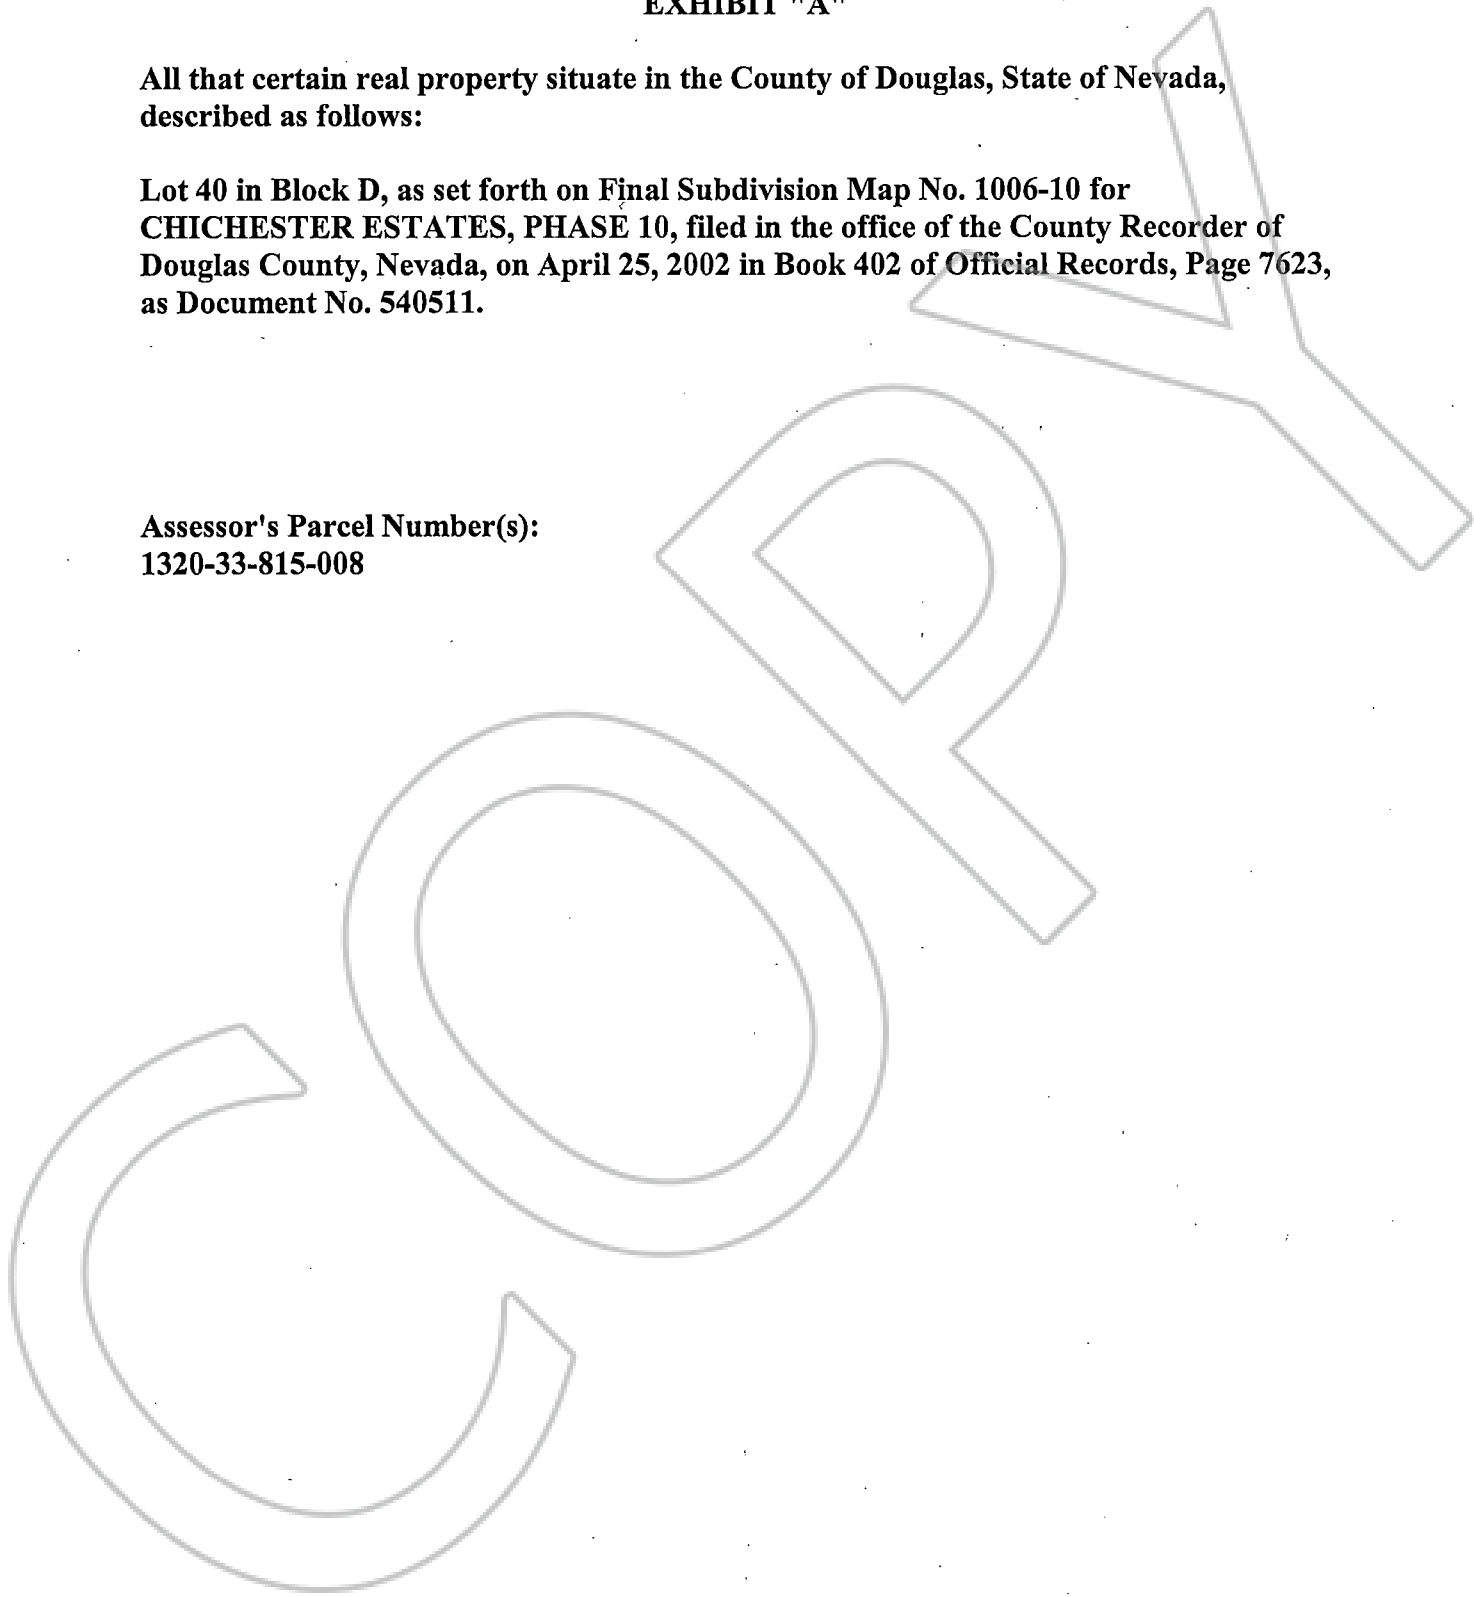 EXHIBIT "A"
All that certain real property situate in the County of Douglas, State of Nevada,
described as follows:
Lot 40 in Block D, as set forth on Final Subdivision Map No. 1006-10 for
CHICHESTER ESTATES, PHASE 10, filed in the office of the County Recorder of
Douglas County, Nevada, on April 25, 2002 in Book 402 of Official Records, Page 7623,
as Document No. 540511.
Assessor's Parcel Number(s):
1320-33-815-008
COPY